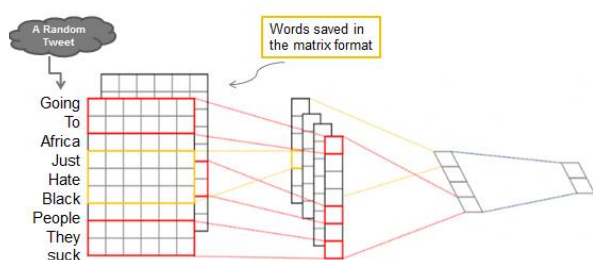 A Random
Tweet
Words saved in
the matrix format
Going
To
Africa
Just
Hate
Black
People
They
suck